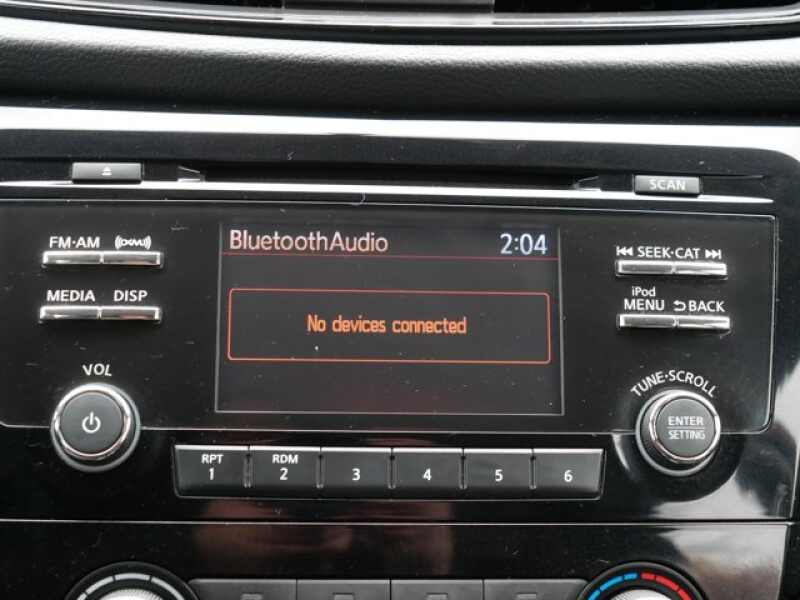 SCAN
FM·AM ((XM))
BluetoothAudio 2:04
SEEK·CAT
MEDIA DISP
iPod
MENU BACK
No devices connected
VOL
TUNE·SCROLL
ENTER
SETTING
RPT RDM
1 2 3 4 5 6